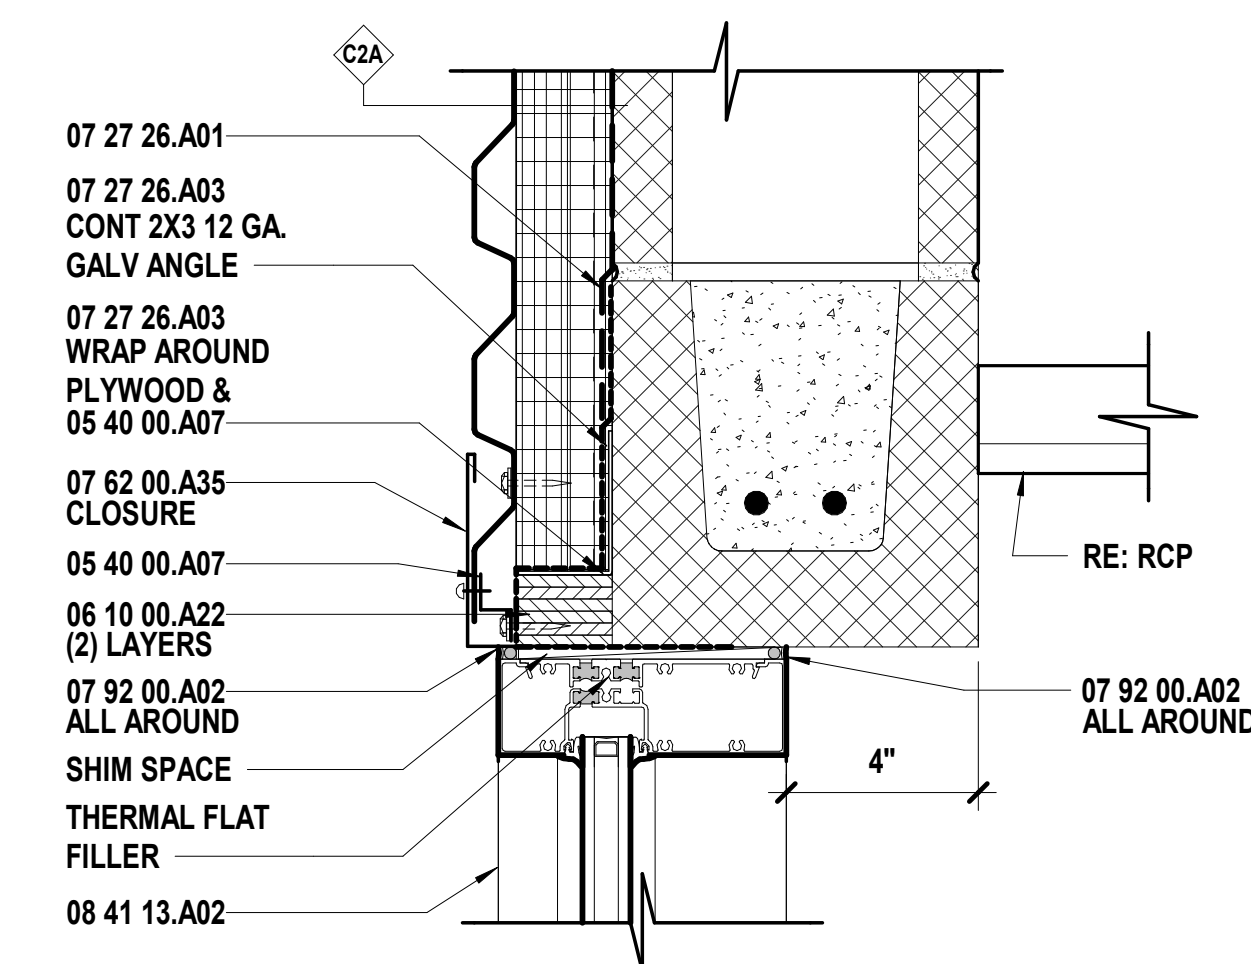 C2A
07 27 26.A01
07 27 26.A03
CONT 2X3 12 GA.
GALV ANGLE
07 27 26.A03
WRAP AROUND
PLYWOOD &
05 40 00.A07
07 62 00.A35
CLOSURE
05 40 00.A07
06 10 00.A22
(2) LAYERS
07 92 00.A02
ALL AROUND
SHIM SPACE
THERMAL FLAT
FILLER
08 41 13.A02
RE: RCP
07 92 00.A02
ALL AROUND
4"